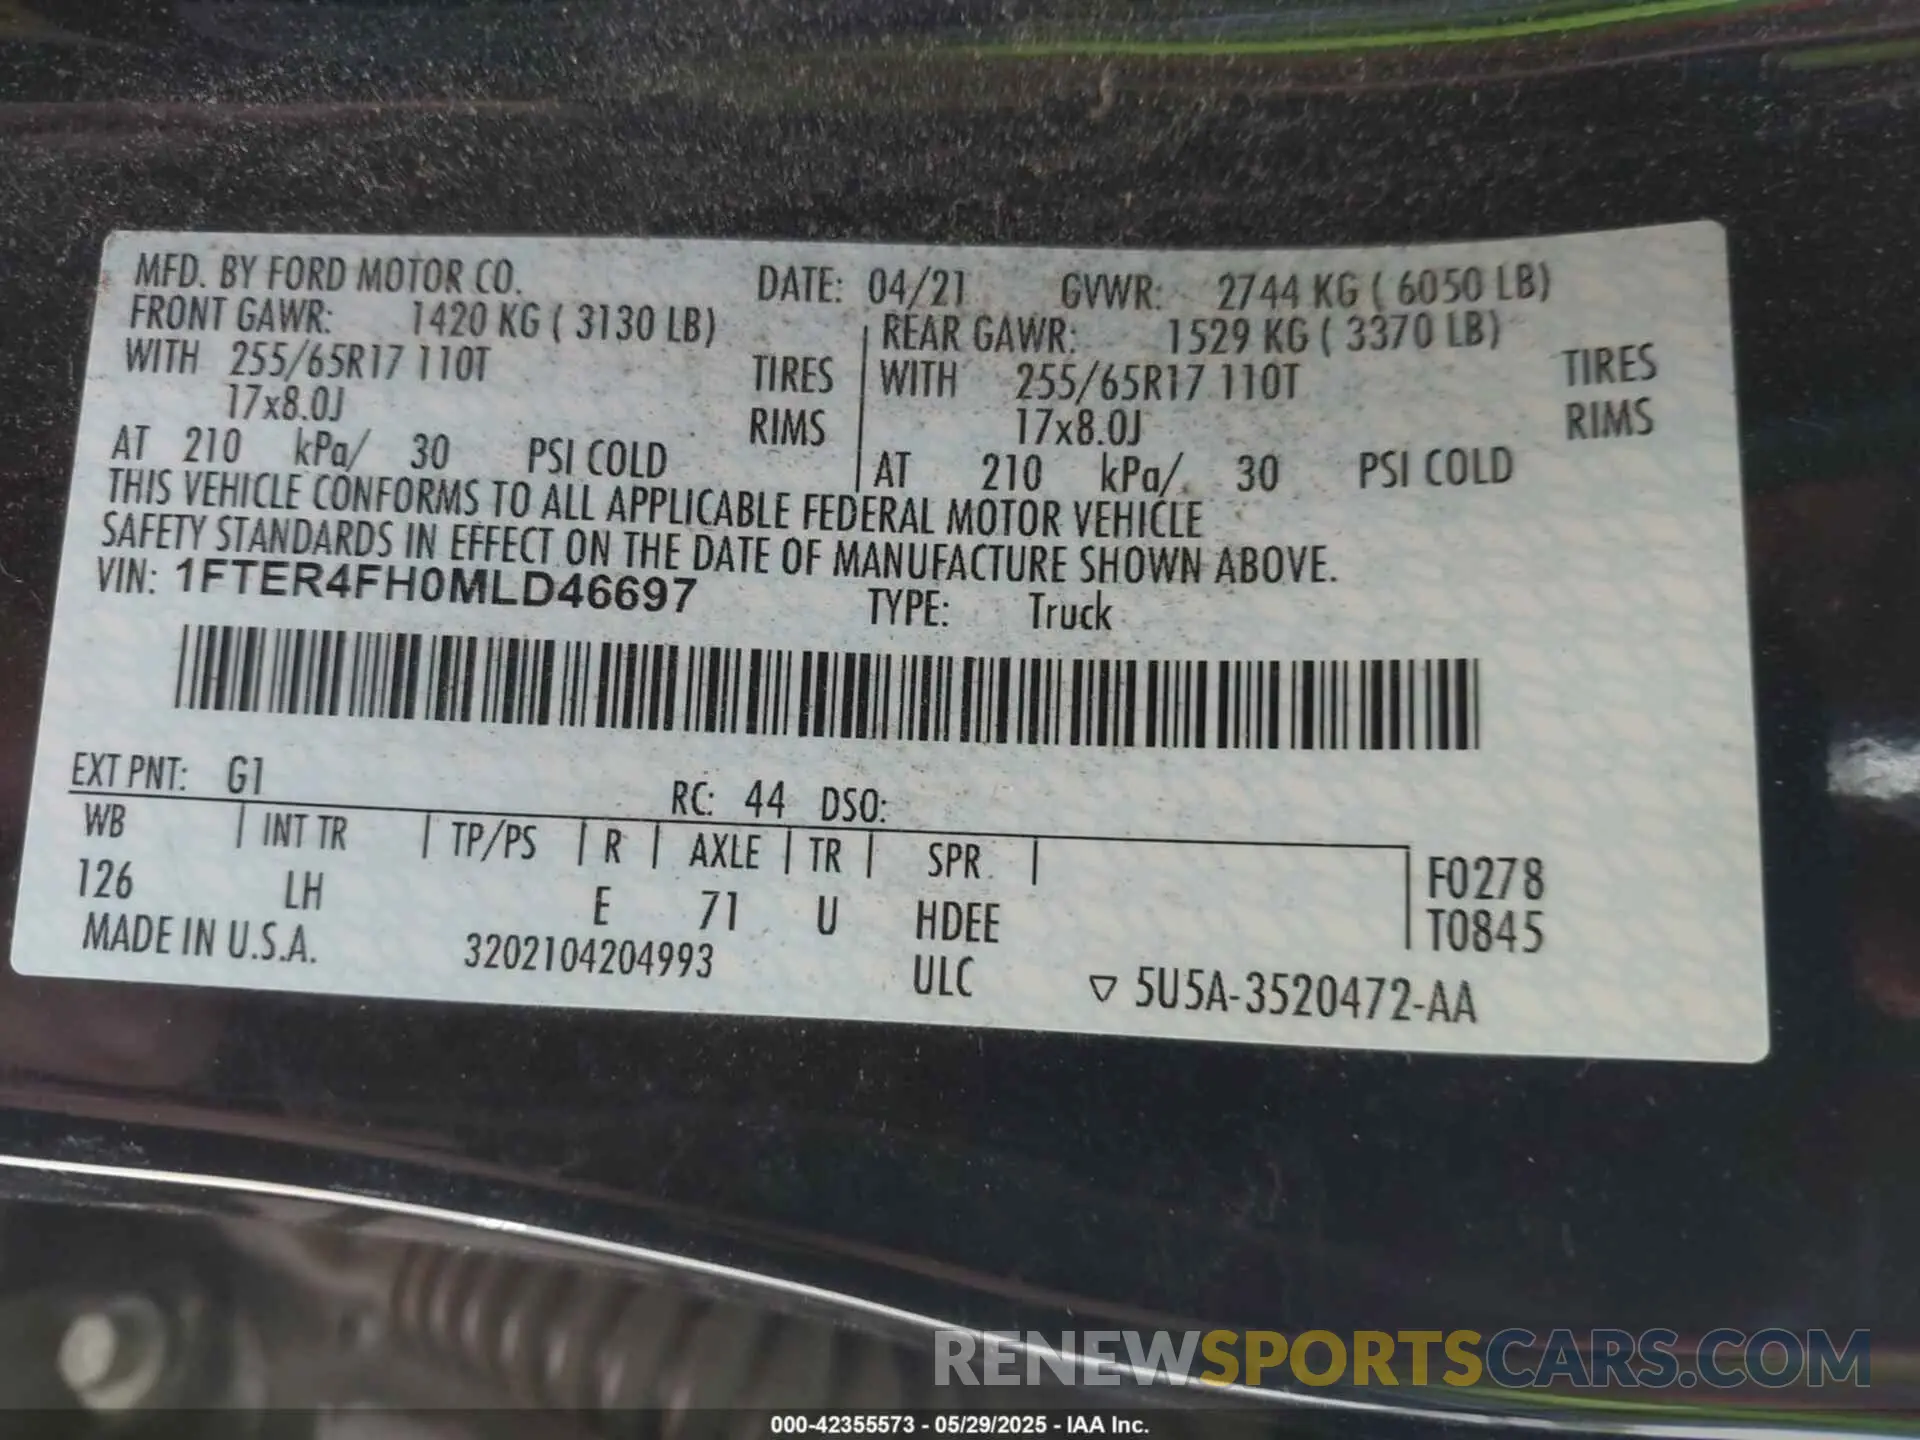 MFD. BY FORD MOTOR CO. DATE: 04/21 GVWR: 2744 KG ( 6050 LB)
FRONT GAWR: 1420 KG ( 3130 LB) REAR GAWR: 1529 KG ( 3370 LB)
WITH 255/65R17 110T TIRES WITH 255/65R17 110T TIRES
17x8.0J RIMS 17x8.0J RIMS
AT 210 kPa/ 30 PSI COLD AT 210 kPa/ 30 PSI COLD
THIS VEHICLE CONFORMS TO ALL APPLICABLE FEDERAL MOTOR VEHICLE
SAFETY STANDARDS IN EFFECT ON THE DATE OF MANUFACTURE SHOWN ABOVE.
VIN: 1FTER4FH0MLD46697 TYPE: Truck
EXT PNT: G1 RC: 44 DSO:
WB INT TR TP/PS R AXLE TR SPR F0278
126 LH E 71 U HDEE T0845
MADE IN U.S.A. 3202104204993 ULC ▽ 5U5A-3520472-AA
RENEWSPORTSCARS.COM
000-42355573 - 05/29/2025 - IAA Inc.